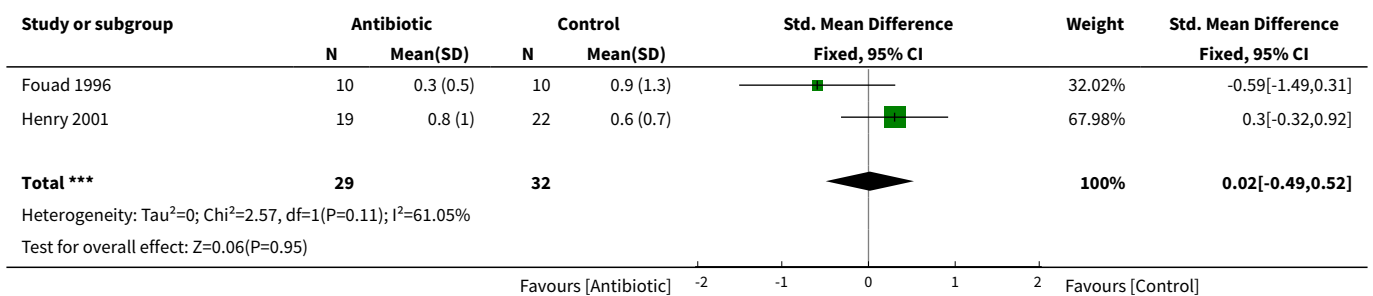 Study or subgroup Antibiotic Control Std. Mean Difference Weight Std. Mean Difference
N Mean(SD) N Mean(SD) Fixed, 95% CI Fixed, 95% CI
Fouad 1996 10 0.3 (0.5) 10 0.9 (1.3) 32.02% -0.59[-1.49,0.31]
Henry 2001 19 0.8 (1) 22 0.6 (0.7) 67.98% 0.3[-0.32,0.92]
Total *** 29 32 100% 0.02[-0.49,0.52]
Heterogeneity: Tau²=0; Chi²=2.57, df=1(P=0.11); I²=61.05%
Test for overall effect: Z=0.06(P=0.95)
Favours [Antibiotic] -2 -1 0 1 2 Favours [Control]